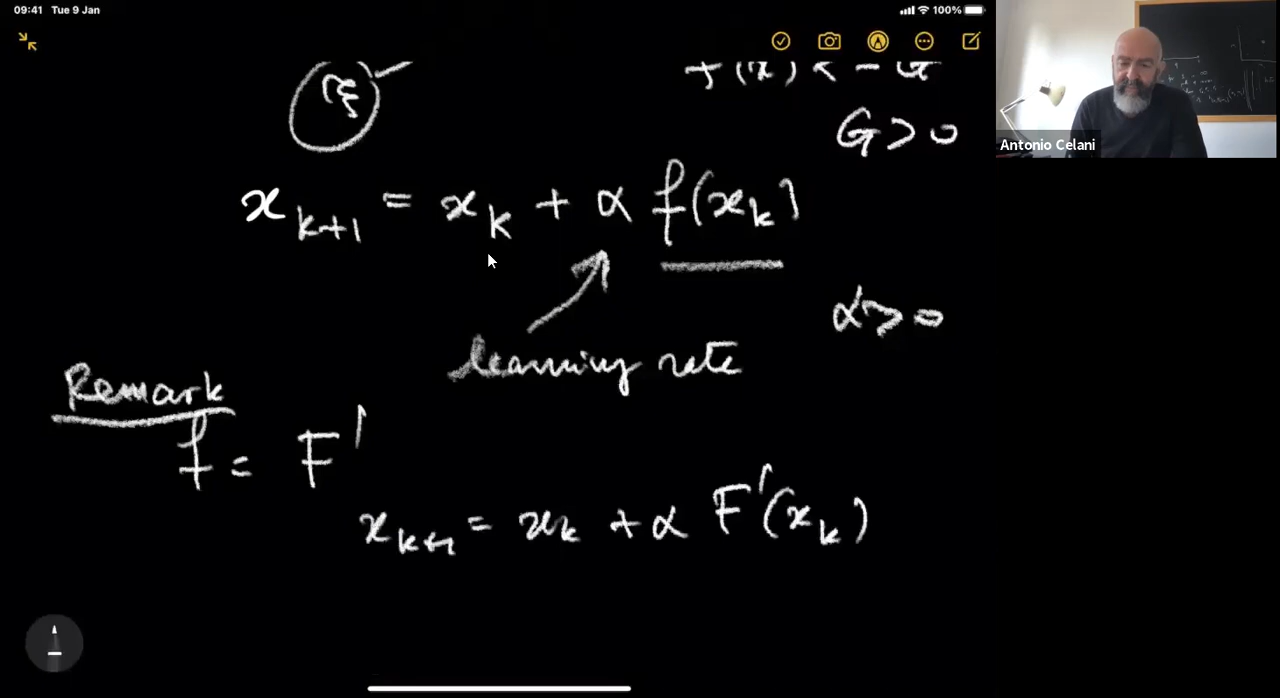 09:41 Tue 9 Jan
100%
G > 0
x_{k+1} = x_k + α f(x_k)
α > 0
learning rate
Remark
f = F'
x_{k+1} = x_k + α F'(x_k)
Antonio Celani